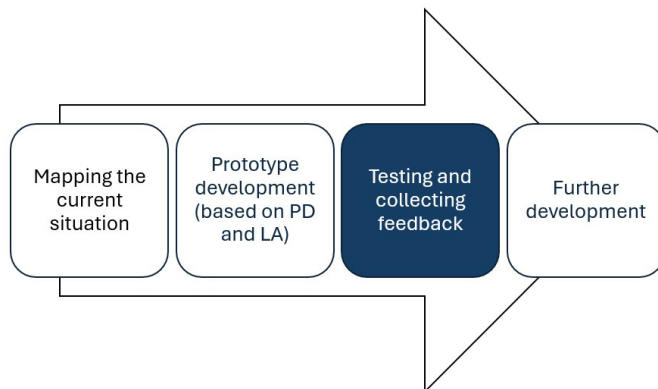 Mapping the
current
situation
Prototype
development
(based on PD
and LA)
Testing and
collecting
feedback
Further
development